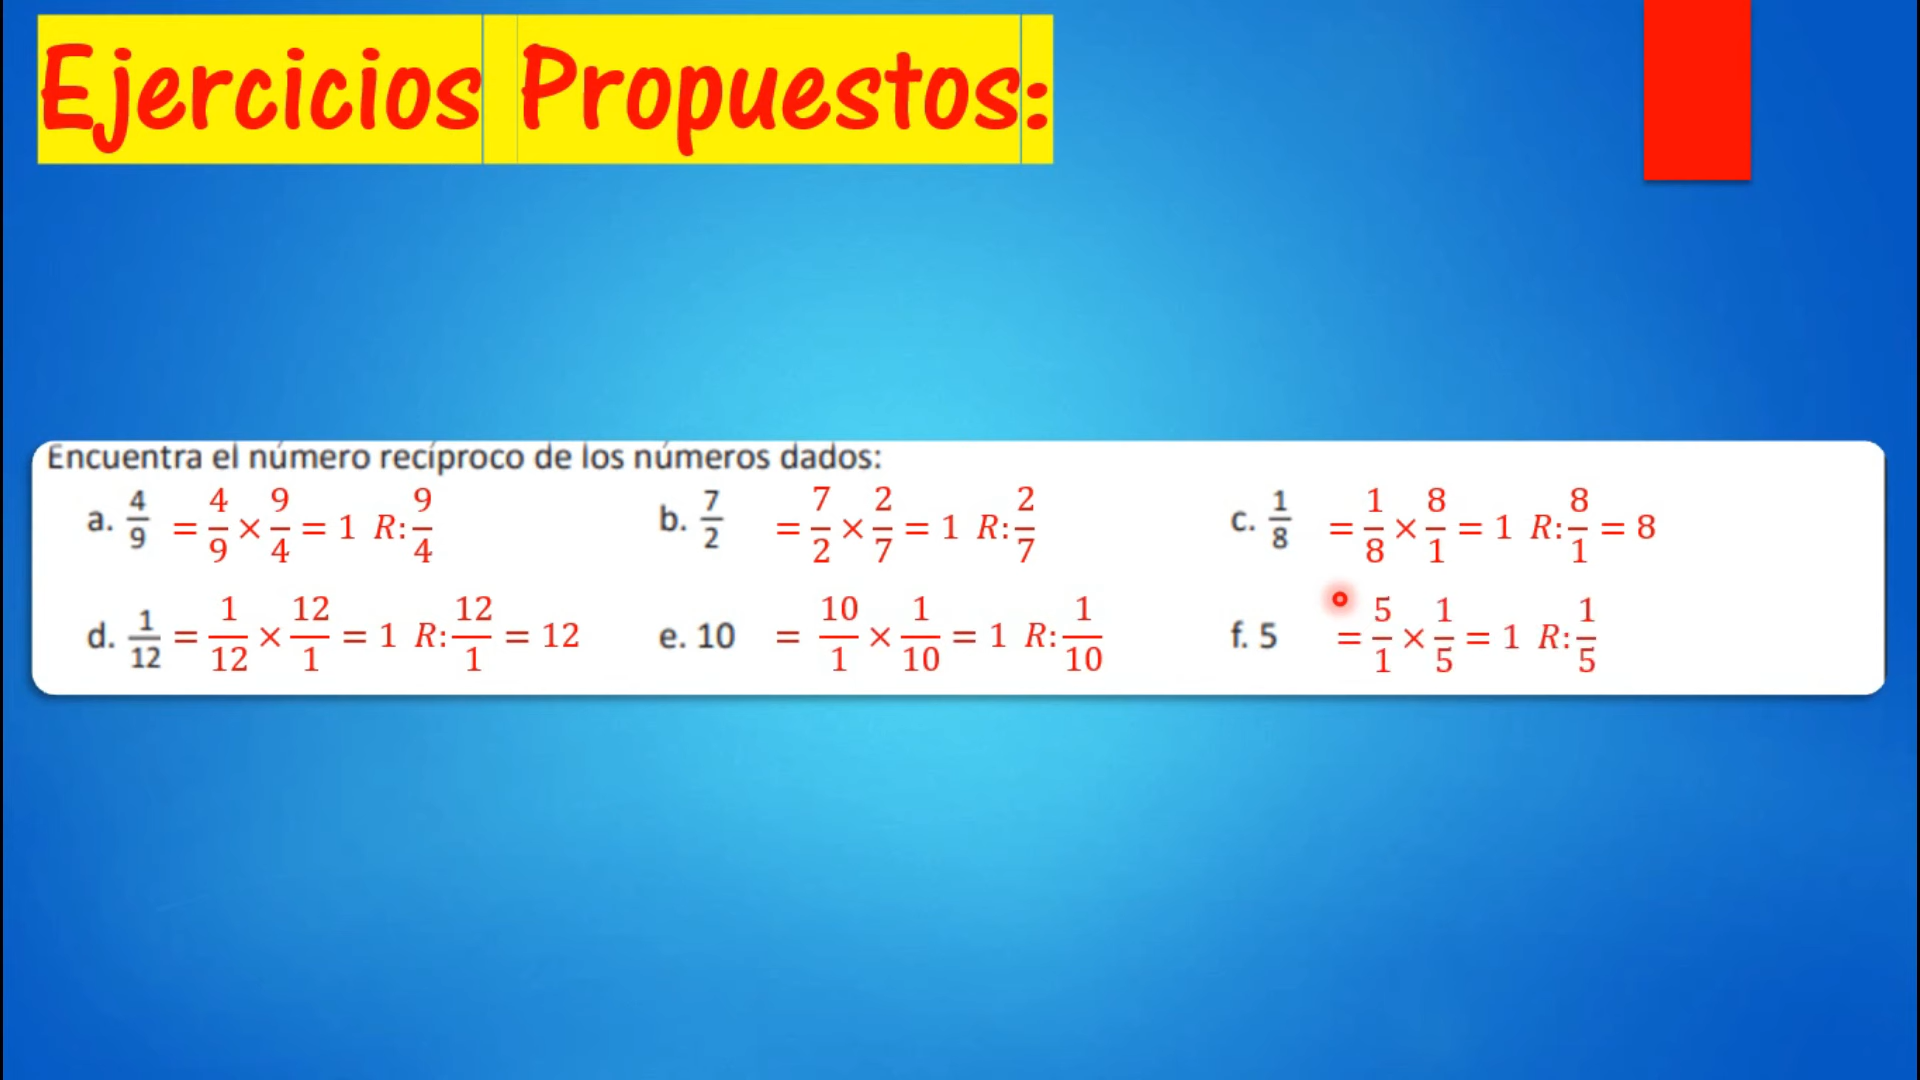 Ejercicios Propuestos:
Encuentra el número recíproco de los números dados:
a. 4/9 = 4/9 × 9/4 = 1 R: 9/4
b. 7/2 = 7/2 × 2/7 = 1 R: 2/7
c. 1/8 = 1/8 × 8/1 = 1 R: 8/1 = 8
d. 1/12 = 1/12 × 12/1 = 1 R: 12/1 = 12
e. 10 = 10/1 × 1/10 = 1 R: 1/10
f. 5 = 5/1 × 1/5 = 1 R: 1/5